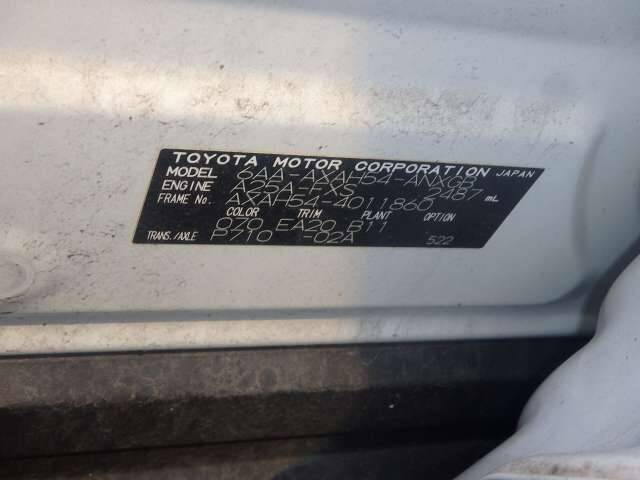 TOYOTA MOTOR CORPORATION JAPAN
MODEL 6AA-AXAH54-ANXGB
ENGINE A25A-FXS 2487 mL
FRAME No. AXAH54-4011860
COLOR TRIM PLANT OPTION
070 EA20 B11
TRANS./AXLE P710 -02A 522